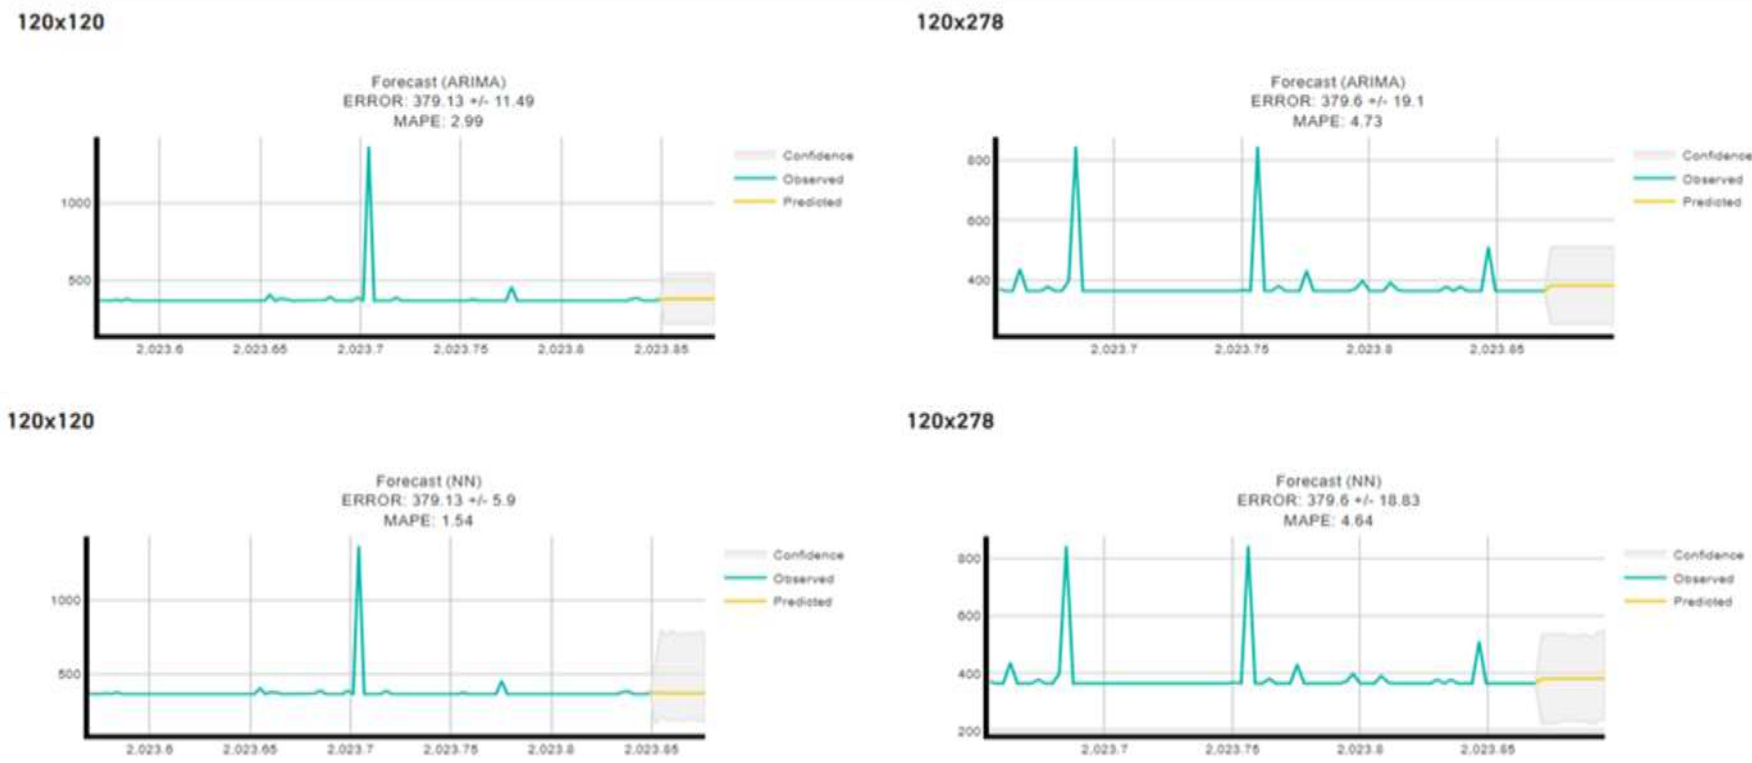 120x120
Forecast (ARIMA)
ERROR: 379.13 +/- 11.49
MAPE: 2.99
1000
500
2,023.6 2,023.65 2,023.7 2,023.75 2,023.8 2,023.85
Confidence
Observed
Predicted
120x278
Forecast (ARIMA)
ERROR: 379.6 +/- 19.1
MAPE: 4.73
800
600
400
2,023.7 2,023.75 2,023.8 2,023.85
Confidence
Observed
Predicted
120x120
Forecast (NN)
ERROR: 379.13 +/- 5.9
MAPE: 1.54
1000
500
2,023.6 2,023.65 2,023.7 2,023.75 2,023.8 2,023.85
Confidence
Observed
Predicted
120x278
Forecast (NN)
ERROR: 379.6 +/- 18.83
MAPE: 4.64
800
600
400
200
2,023.7 2,023.75 2,023.8 2,023.85
Confidence
Observed
Predicted